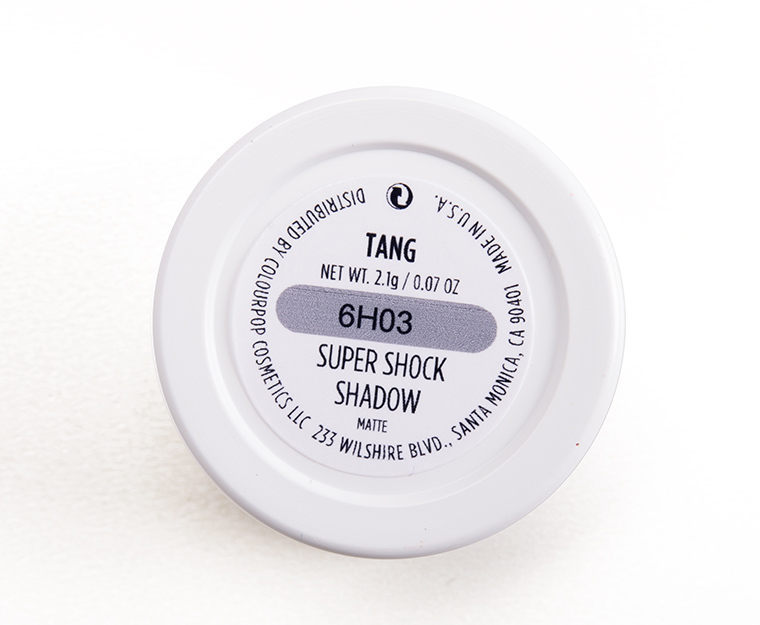 TANG
NET WT. 2.1g / 0.07 OZ
6H03
SUPER SHOCK
SHADOW
MATTE
DISTRIBUTED BY COLOURPOP COSMETICS LLC 233 WILSHIRE BLVD., SANTA MONICA, CA 90401 MADE IN U.S.A.